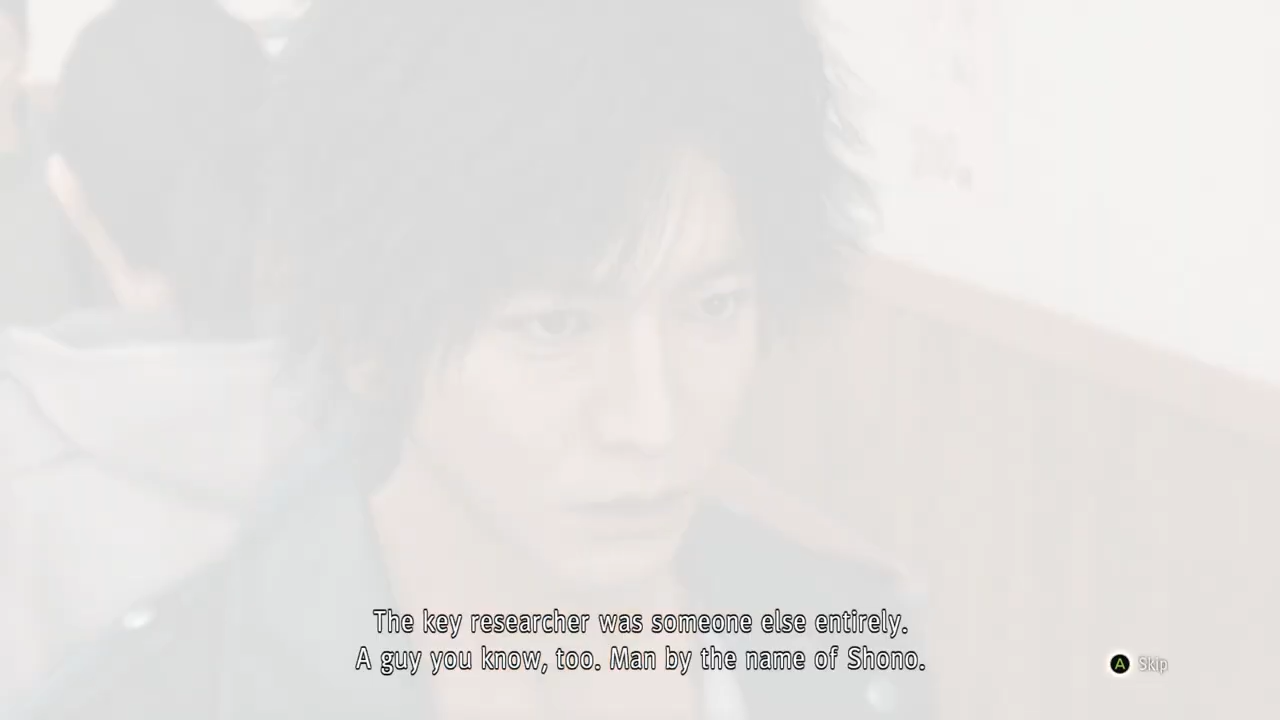 The key researcher was someone else entirely.
A guy you know, too. Man by the name of Shono.
A Skip